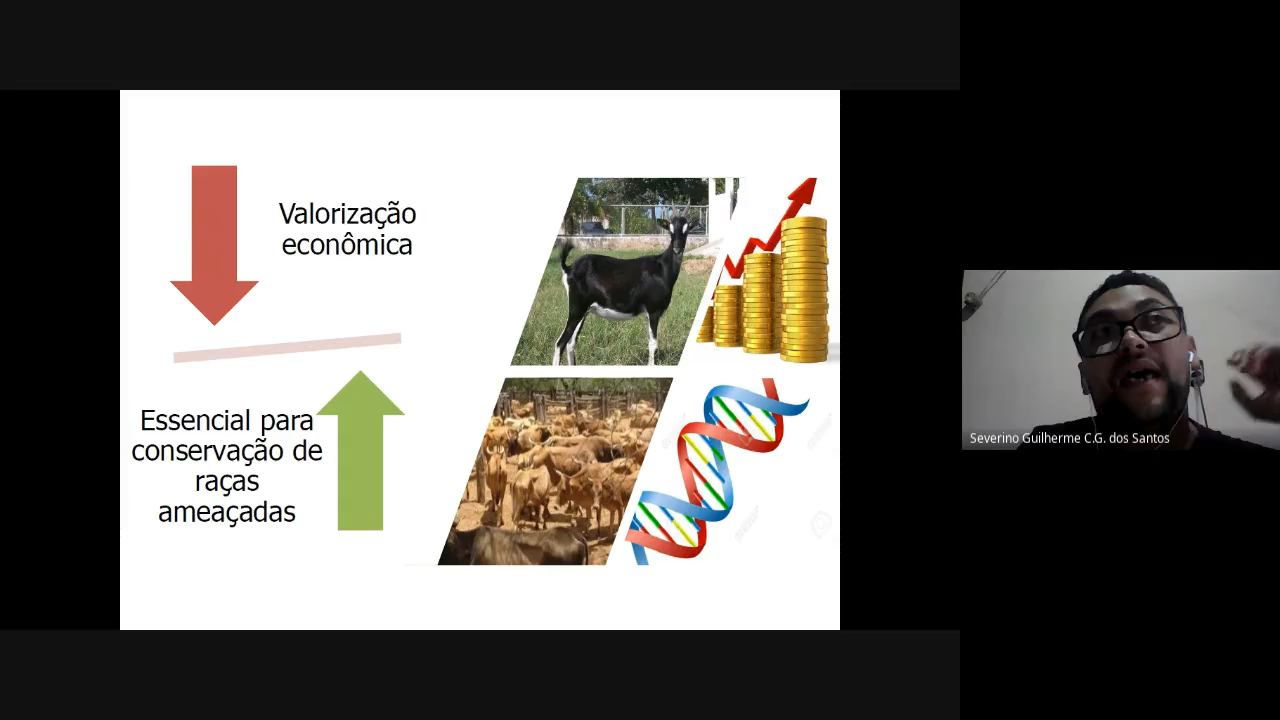 Valorização
econômica
Essencial para
conservação de
raças
ameaçadas
Severino Guilherme C.G. dos Santos